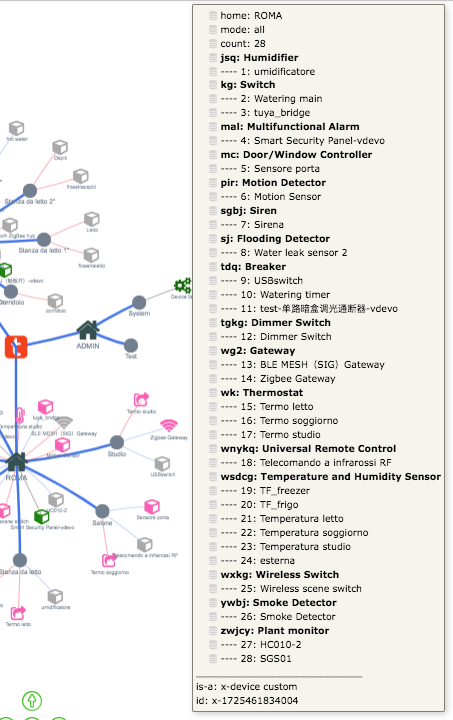 home: ROMA
mode: all
count: 28
jsq: Humidifier
---- 1: umidificatore
kg: Switch
---- 2: Watering main
---- 3: tuya_bridge
mal: Multifunctional Alarm
---- 4: Smart Security Panel-vdevo
mc: Door/Window Controller
---- 5: Sensore porta
pir: Motion Detector
---- 6: Motion Sensor
sgbj: Siren
---- 7: Sirena
sj: Flooding Detector
---- 8: Water leak sensor 2
tdq: Breaker
---- 9: USBswitch
---- 10: Watering timer
---- 11: test-单路暗盒调光通断器-vdevo
tgkg: Dimmer Switch
---- 12: Dimmer Switch
wg2: Gateway
---- 13: BLE MESH（SIG）Gateway
---- 14: Zigbee Gateway
wk: Thermostat
---- 15: Termo letto
---- 16: Termo soggiorno
---- 17: Termo studio
wnykq: Universal Remote Control
---- 18: Telecomando a infrarossi RF
wsdcg: Temperature and Humidity Sensor
---- 19: TF_freezer
---- 20: TF_frigo
---- 21: Temperatura letto
---- 22: Temperatura soggiorno
---- 23: Temperatura studio
---- 24: esterna
wxkg: Wireless Switch
---- 25: Wireless scene switch
ywbj: Smoke Detector
---- 26: Smoke Detector
zwjcy: Plant monitor
---- 27: HC010-2
---- 28: SGS01
is-a: x-device custom
id: x-1725461834004
hot water
Ospiti
finestraospiti
Stanza da letto 2°
Letto
Stanza da letto 1°
finestraletto
-vdevo
corridoio
System
ADMIN
Test
Termo studio
BLE MESH（SIG）Gateway
Zigbee Gateway
Studio
USBSwitch
ROMA
HC010-2
Sensore porta
Security Panel-vdevo
Salone
Telecomando a infrarossi RF
Termo soggiorno
Stanza da letto
umidificatore
Termo letto